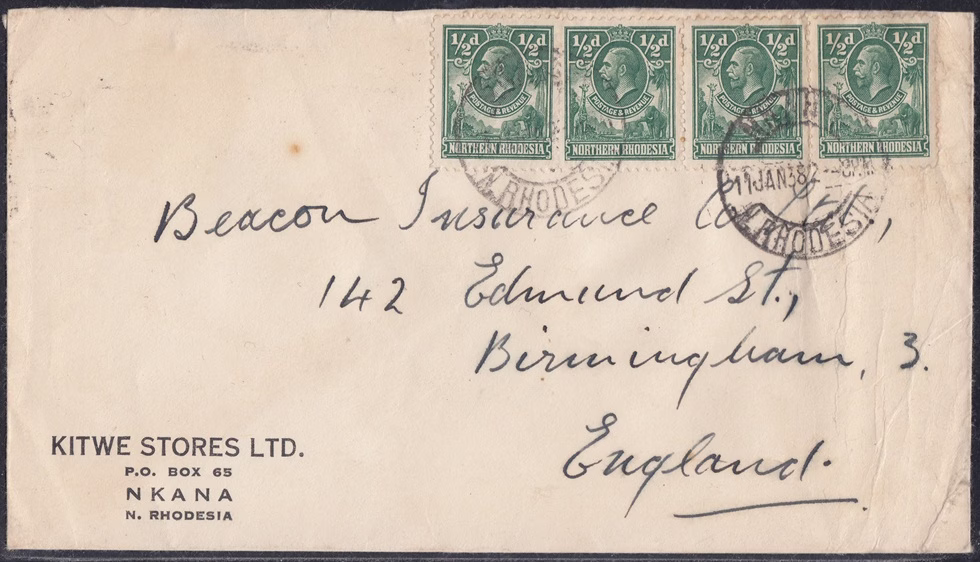 ½d ½d
POSTAGE & REVENUE
NORTHERN RHODESIA
½d ½d
POSTAGE & REVENUE
NORTHERN RHODESIA
½d ½d
POSTAGE & REVENUE
NORTHERN RHODESIA
½d ½d
POSTAGE & REVENUE
NORTHERN RHODESIA
N. RHODESIA
11 JAN 38
N. RHODESIA
Beacon Insurance Co Ltd,
142 Edmund St.,
Birmingham, 3.
England.
KITWE STORES LTD.
P.O. BOX 65
NKANA
N. RHODESIA